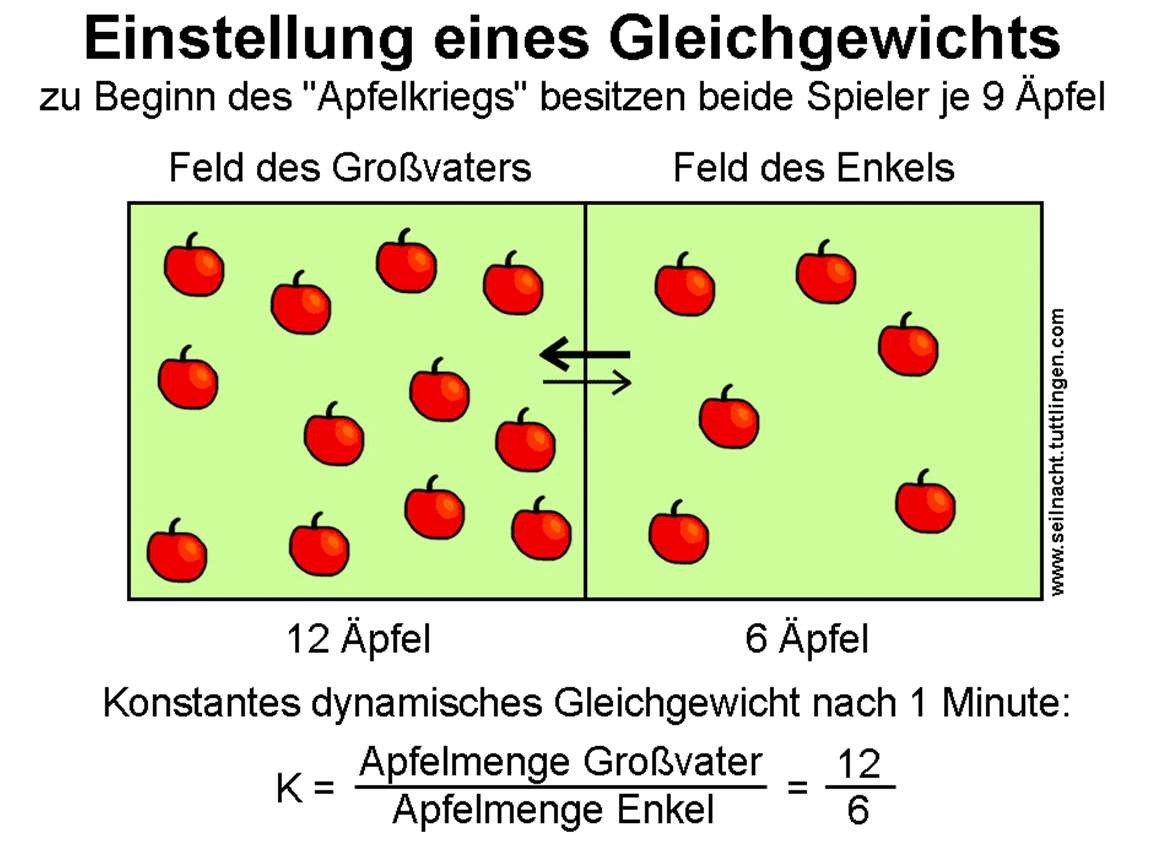 Einstellung eines Gleichgewichts
zu Beginn des "Apfelkriegs" besitzen beide Spieler je 9 Äpfel
Feld des Großvaters
Feld des Enkels
www.seilnacht.tuttlingen.com
12 Äpfel
6 Äpfel
Konstantes dynamisches Gleichgewicht nach 1 Minute:
K = Apfelmenge Großvater / Apfelmenge Enkel = 12 / 6